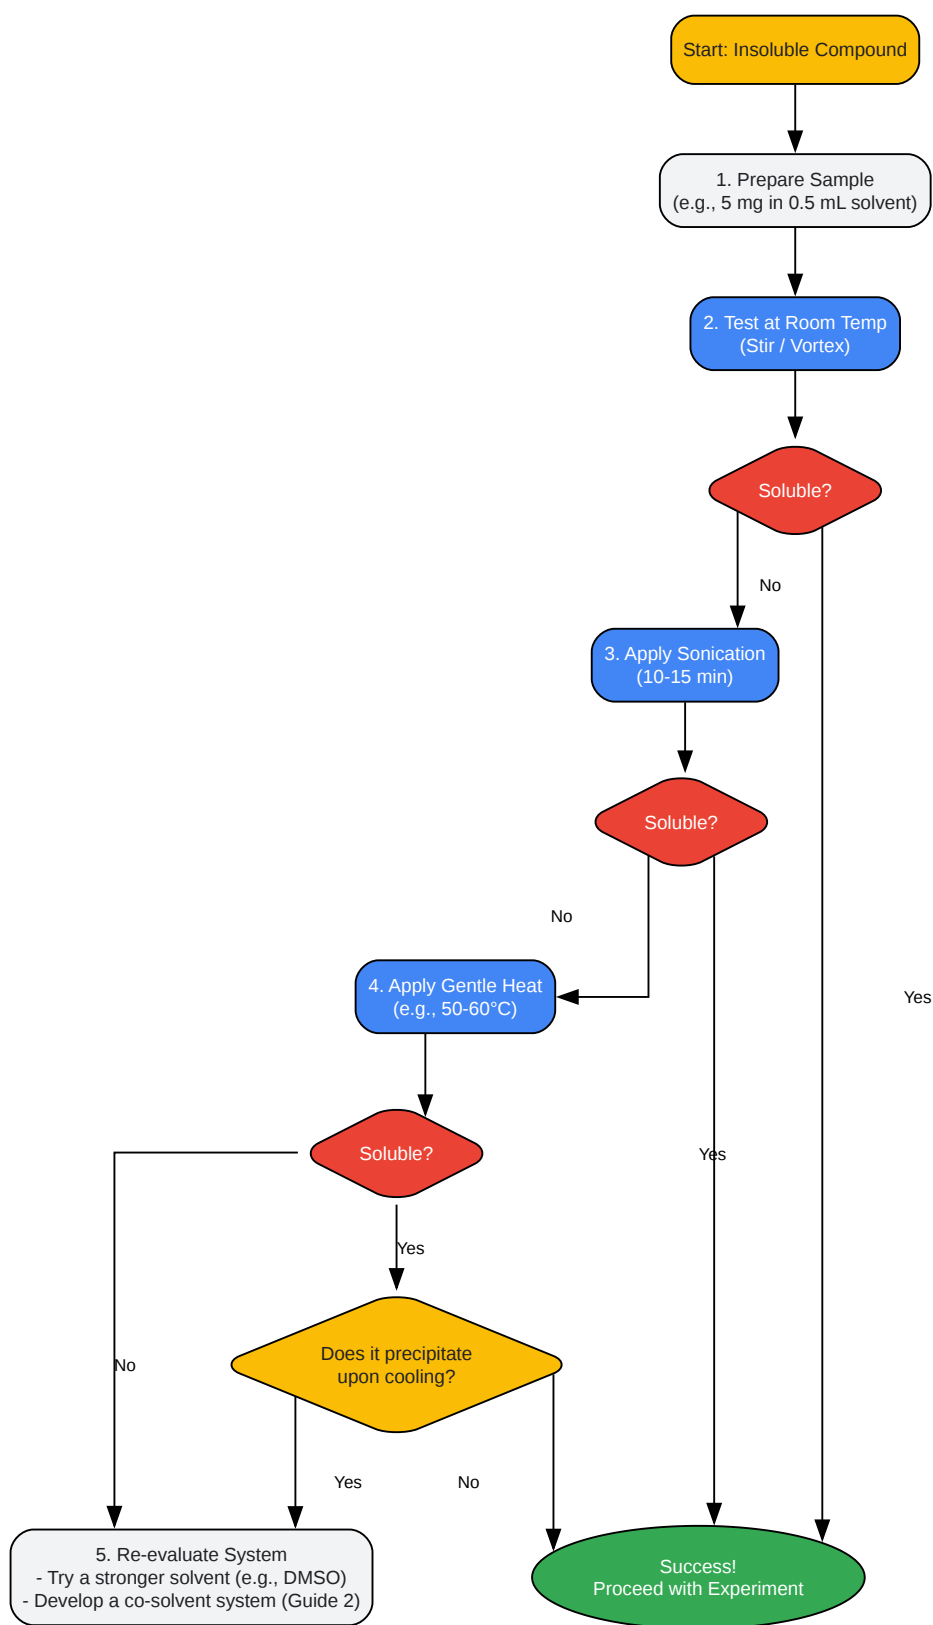 Start: Insoluble Compound
1. Prepare Sample
(e.g., 5 mg in 0.5 mL solvent)
2. Test at Room Temp
(Stir / Vortex)
Soluble?
No
3. Apply Sonication
(10-15 min)
Soluble?
No
4. Apply Gentle Heat
(e.g., 50-60°C)
Yes
Soluble?
Yes
Yes
Does it precipitate
upon cooling?
No
Yes
No
5. Re-evaluate System
- Try a stronger solvent (e.g., DMSO)
- Develop a co-solvent system (Guide 2)
Success!
Proceed with Experiment